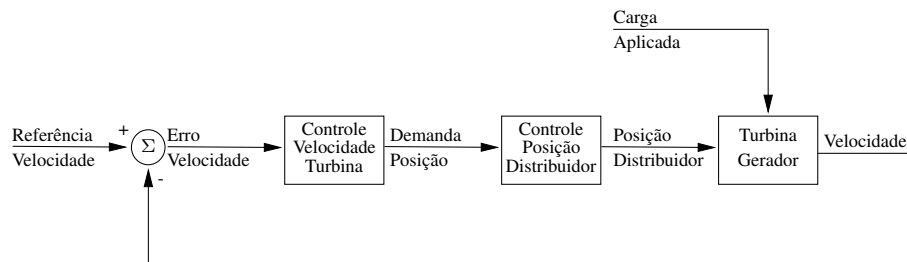 Carga
Aplicada
Referência
Velocidade
+
Σ
-
Erro
Velocidade
Controle
Velocidade
Turbina
Demanda
Posição
Controle
Posição
Distribuidor
Posição
Distribuidor
Turbina
Gerador
Velocidade